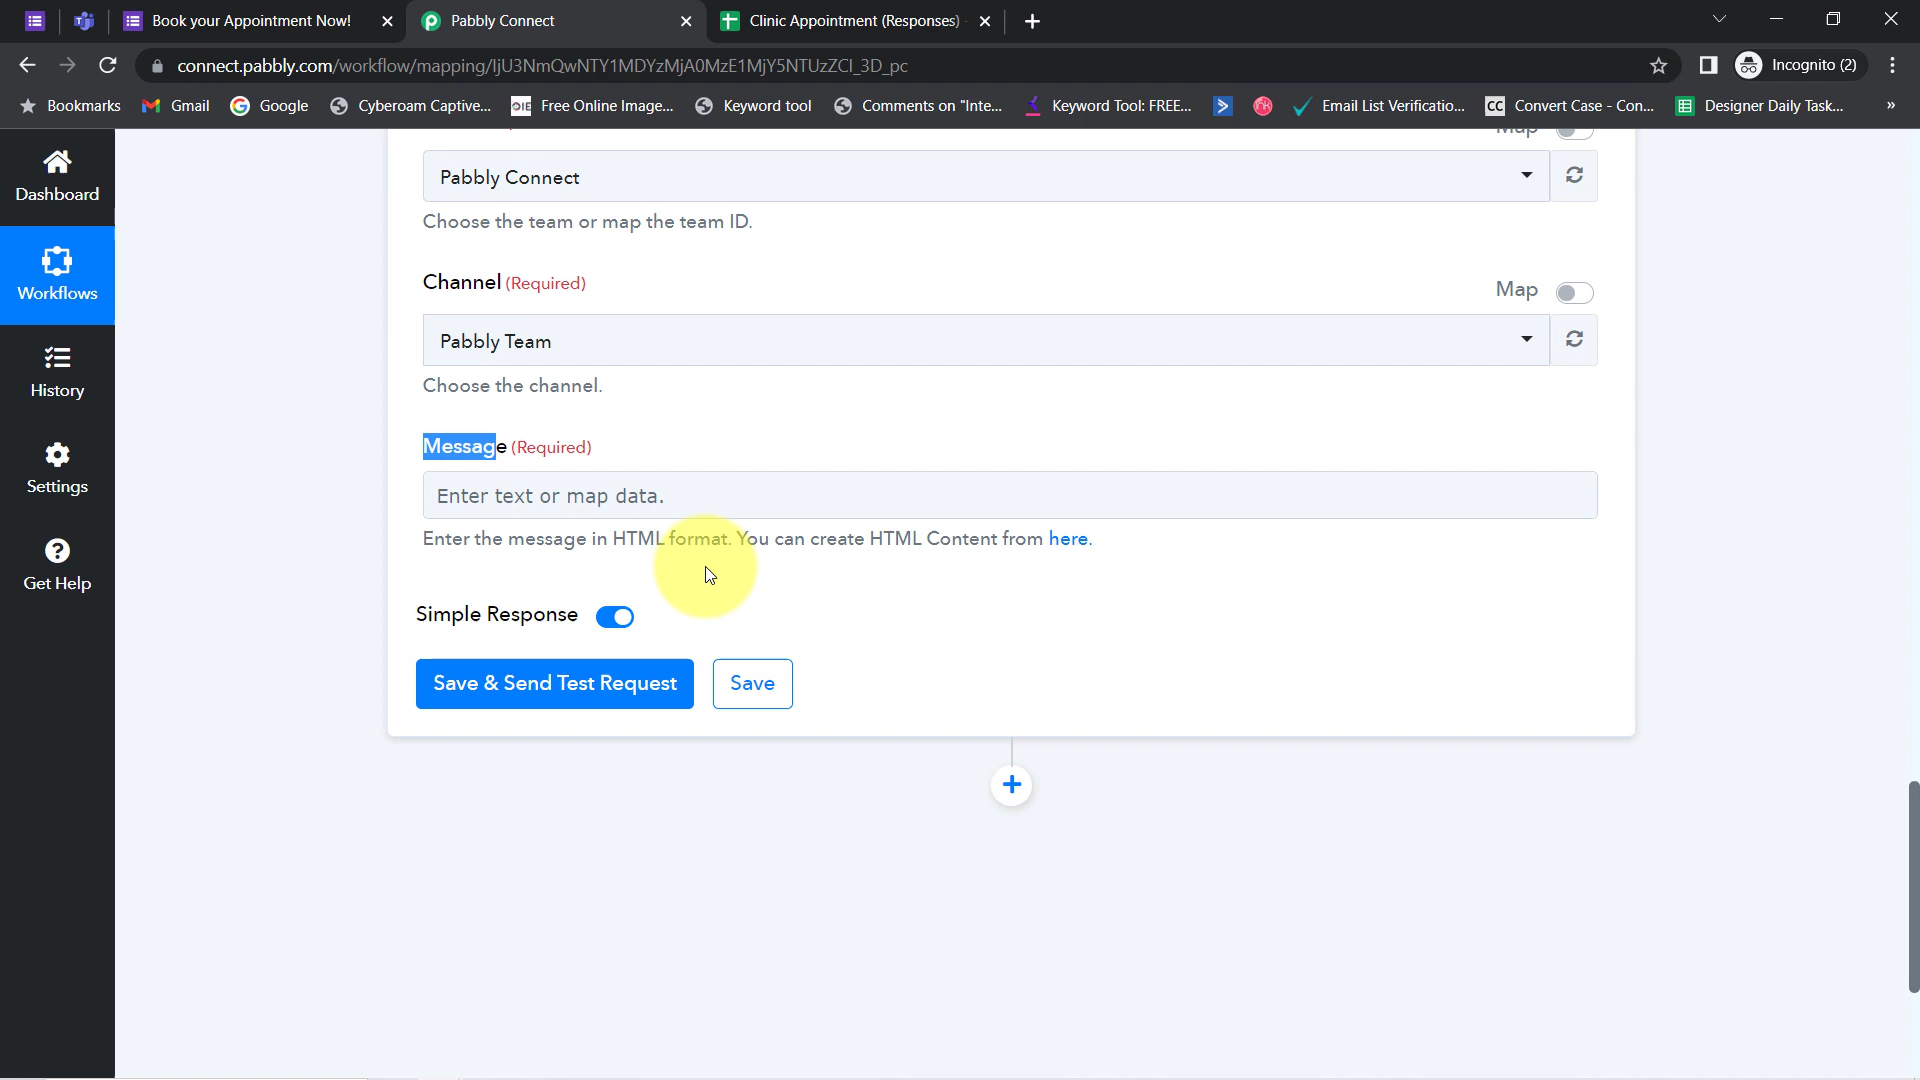 Book your Appointment Now!
Pabbly Connect
Clinic Appointment (Responses)
connect.pabbly.com/workflow/mapping/IjU3NmQwNTY1MDYzMjA0MzE1MjY5NTUzZCI_3D_pc
Incognito (2)
Bookmarks
Gmail
Google
Cyberoam Captive...
Free Online Image...
Keyword tool
Comments on "Inte...
Keyword Tool: FREE...
Email List Verificatio...
CC
Convert Case - Con...
Designer Daily Task...
»
Dashboard
Workflows
History
Settings
Get Help
Map
Pabbly Connect
Choose the team or map the team ID.
Channel (Required)
Map
Pabbly Team
Choose the channel.
Message (Required)
Enter text or map data.
Enter the message in HTML format. You can create HTML Content from here.
Simple Response
Save & Send Test Request
Save